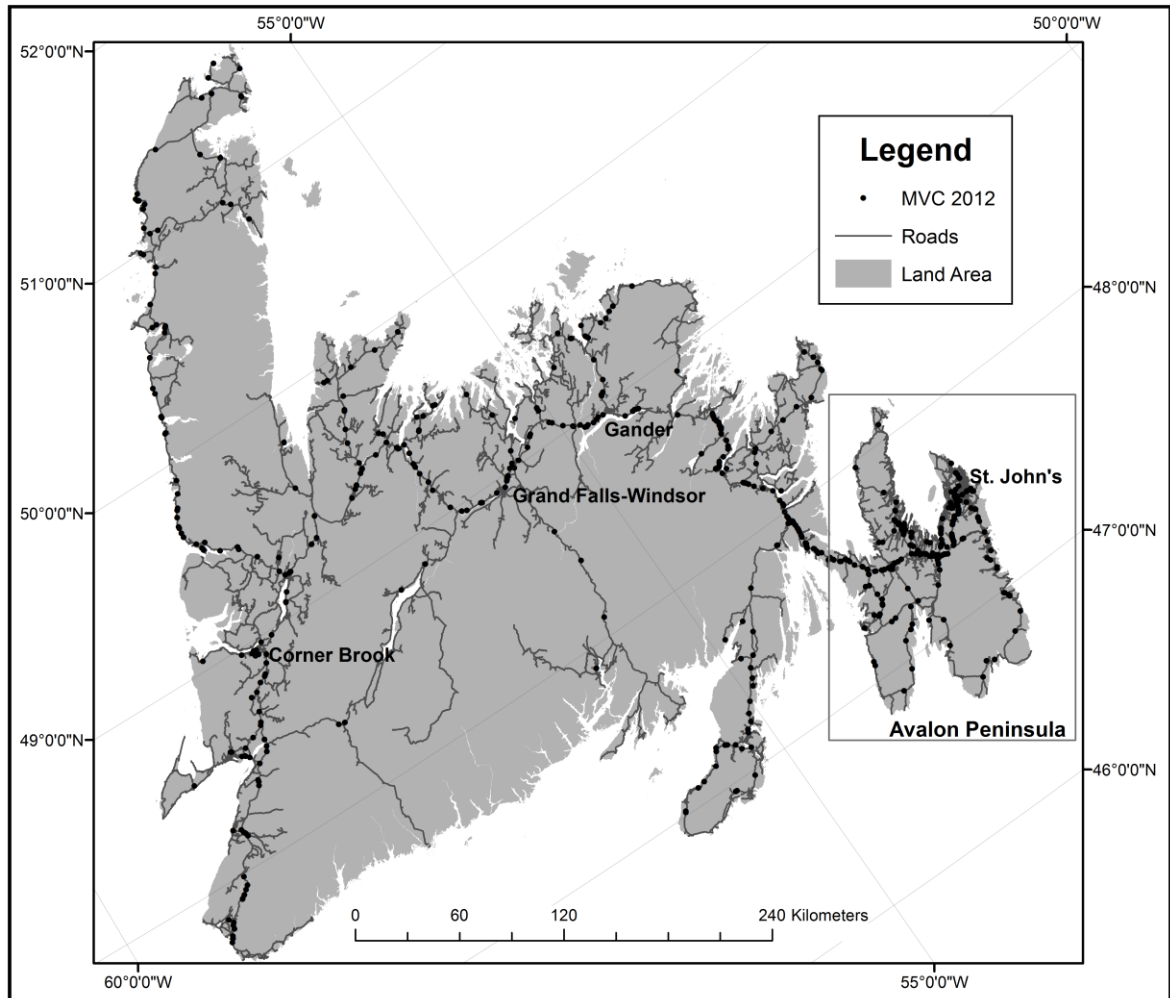 55°0'0"W
50°0'0"W
52°0'0"N
Legend
MVC 2012
Roads
Land Area
51°0'0"N
48°0'0"N
Gander
St. John's
Grand Falls-Windsor
50°0'0"N
47°0'0"N
Corner Brook
Avalon Peninsula
49°0'0"N
46°0'0"N
0 60 120 240 Kilometers
60°0'0"W
55°0'0"W